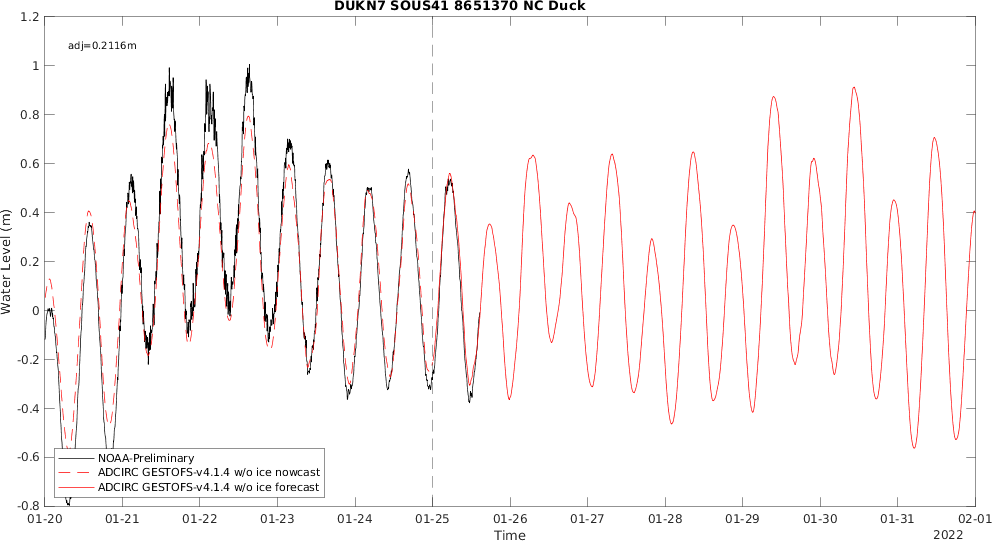 DUKN7 SOUS41 8651370 NC Duck
adj=0.2116m
1.2
1
0.8
0.6
0.4
0.2
0
-0.2
-0.4
-0.6
-0.8
Water Level (m)
NOAA-Preliminary
ADCIRC GESTOFS-v4.1.4 w/o ice nowcast
ADCIRC GESTOFS-v4.1.4 w/o ice forecast
01-20 01-21 01-22 01-23 01-24 01-25 01-26 01-27 01-28 01-29 01-30 01-31 02-01
Time
2022